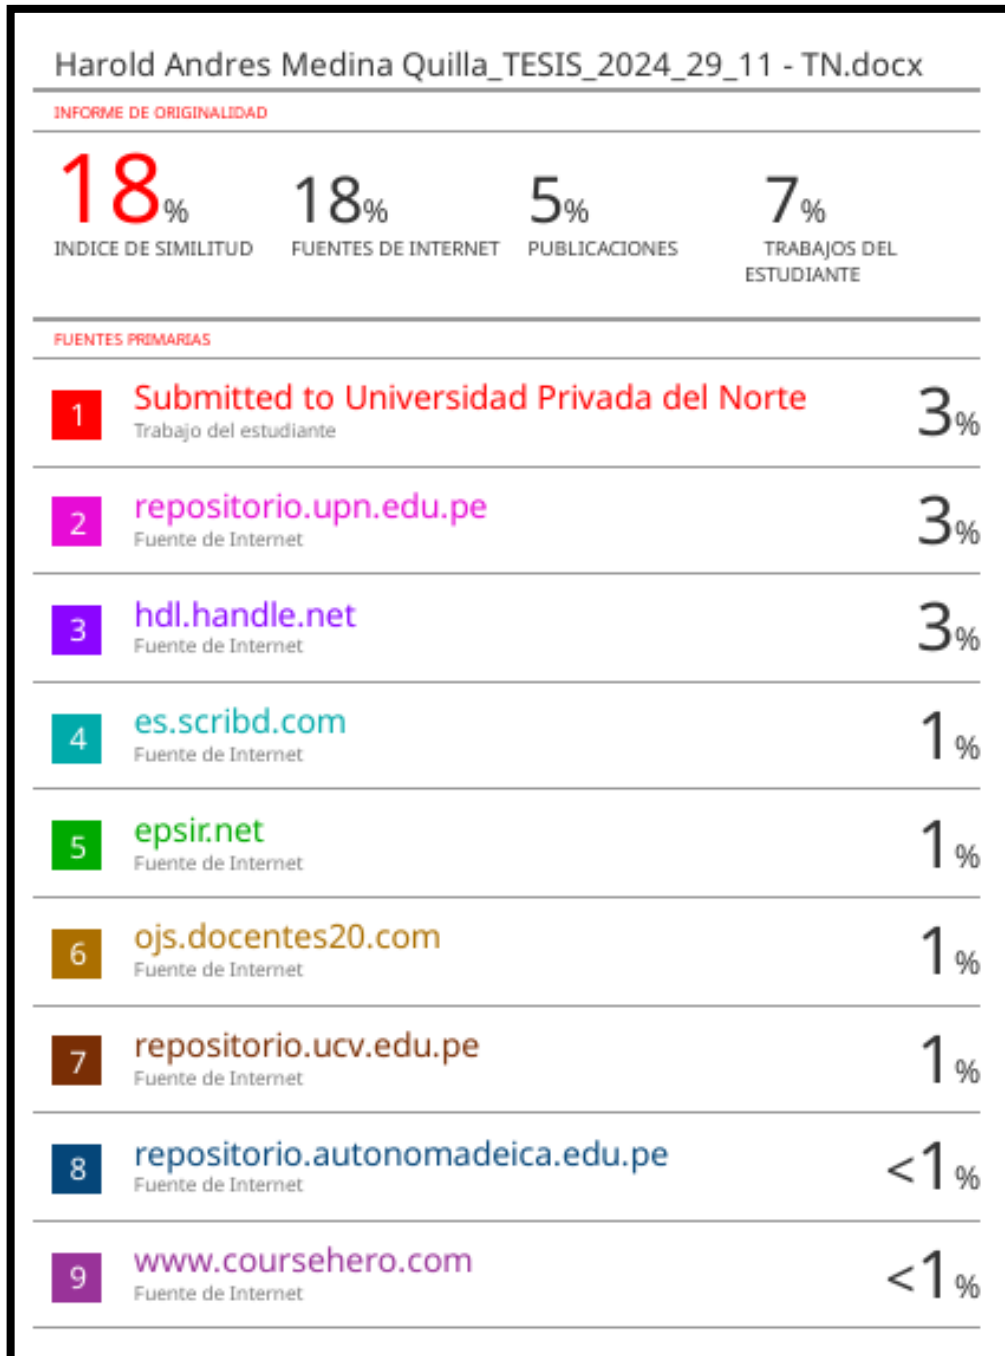 Harold Andres Medina Quilla_TESIS_2024_29_11 - TN.docx
INFORME DE ORIGINALIDAD
18% 18% 5% 7%
INDICE DE SIMILITUD FUENTES DE INTERNET PUBLICACIONES TRABAJOS DEL
ESTUDIANTE
FUENTES PRIMARIAS
1 Submitted to Universidad Privada del Norte 3%
Trabajo del estudiante
2 repositorio.upn.edu.pe 3%
Fuente de Internet
3 hdl.handle.net 3%
Fuente de Internet
4 es.scribd.com 1%
Fuente de Internet
5 epsir.net 1%
Fuente de Internet
6 ojs.docentes20.com 1%
Fuente de Internet
7 repositorio.ucv.edu.pe 1%
Fuente de Internet
8 repositorio.autonomadeica.edu.pe <1%
Fuente de Internet
9 www.coursehero.com <1%
Fuente de Internet